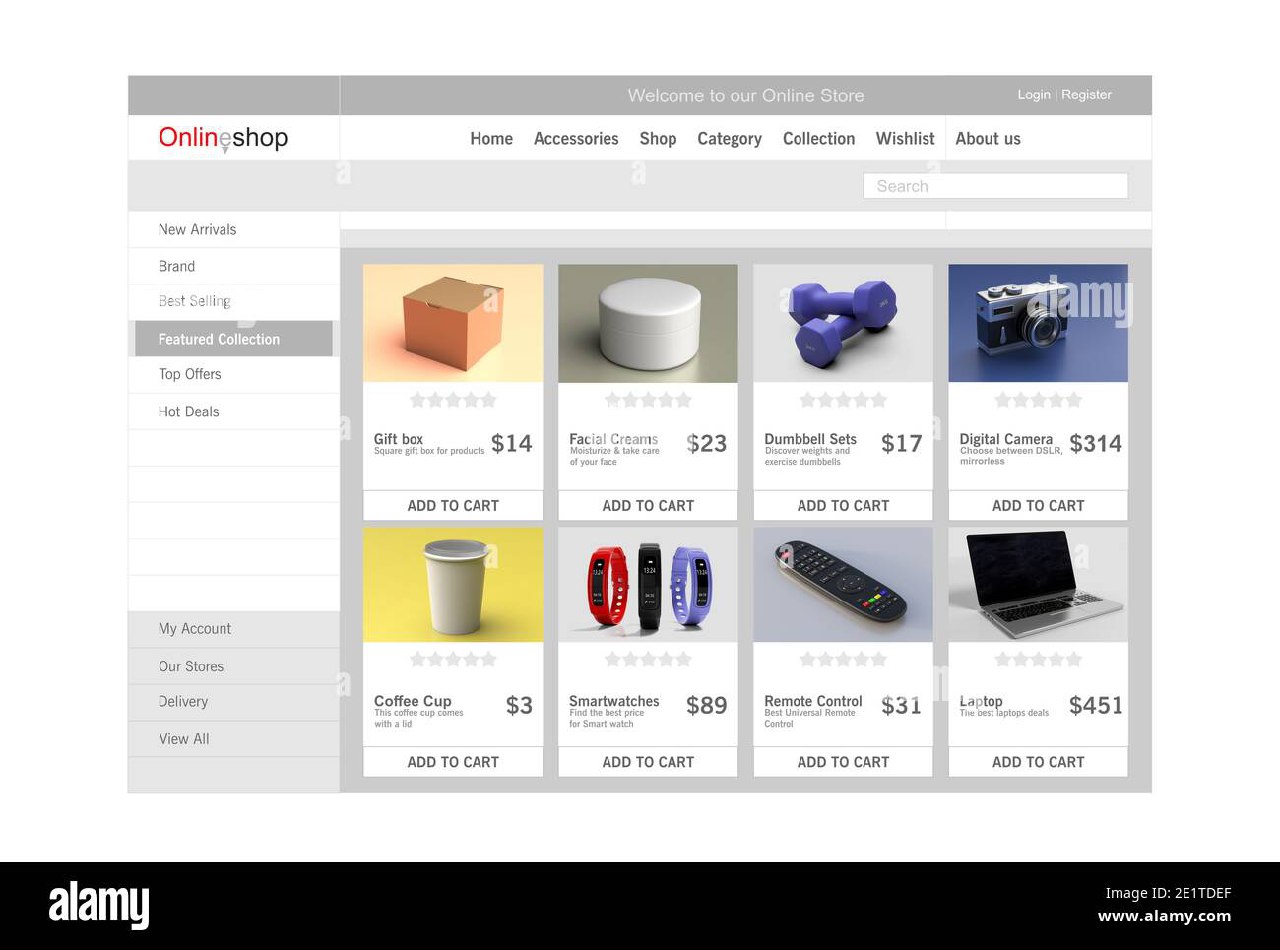 Welcome to our Online Store
Login | Register
Onlineshop
Home Accessories Shop Category Collection Wishlist About us
Search
New Arrivals
Brand
Best Selling
Featured Collection
Top Offers
Hot Deals
My Account
Our Stores
Delivery
View All
Gift box $14
Square gift box for products
ADD TO CART
Facial Creams $23
Moisturize & take care
of your face
ADD TO CART
Dumbbell Sets $17
Discover weights and
exercise dumbbells
ADD TO CART
Digital Camera $314
Choose between DSLR,
mirrorless
ADD TO CART
Coffee Cup $3
This coffee cup comes
with a lid
ADD TO CART
13:24
13:24
13:24
Smartwatches $89
Find the best price
for Smart watch
ADD TO CART
Remote Control $31
Best Universal Remote
Control
ADD TO CART
Laptop $451
The best laptops deals
ADD TO CART
alamy
Image ID: 2E1TDEF
www.alamy.com